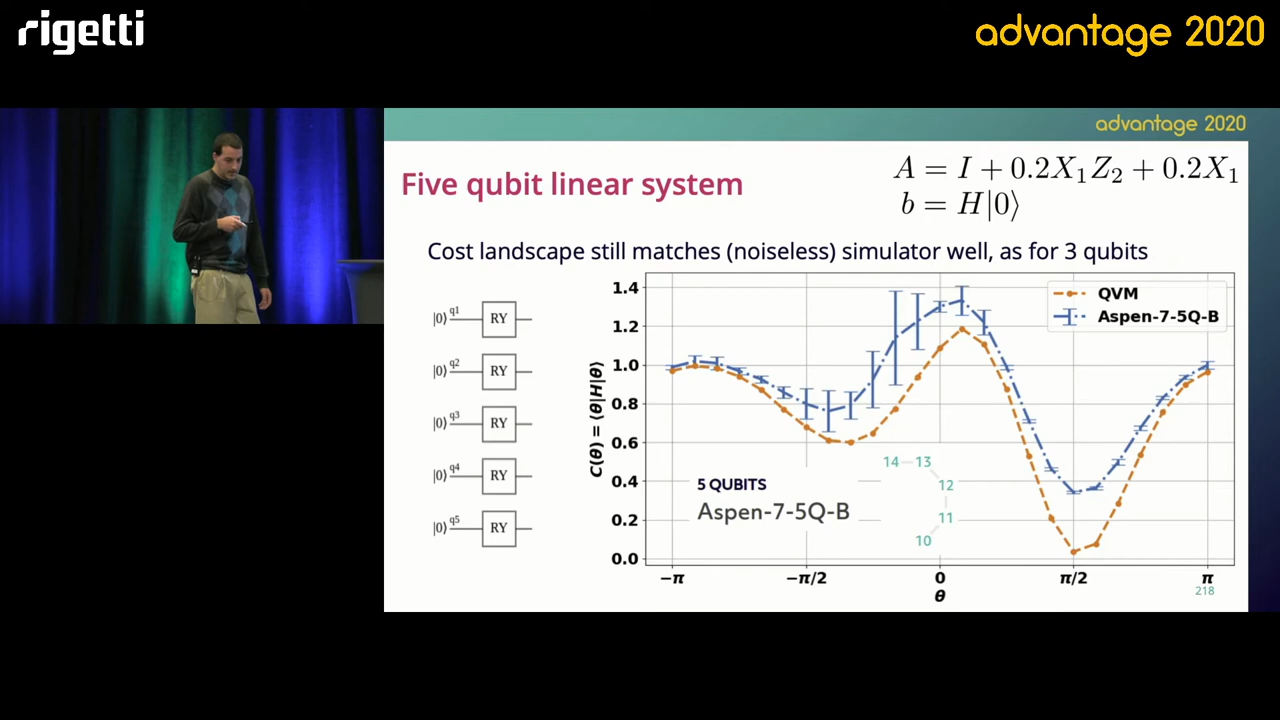 rigetti
advantage 2020
advantage 2020
Five qubit linear system
A = I + 0.2X₁Z₂ + 0.2X₁
b = H|0⟩
Cost landscape still matches (noiseless) simulator well, as for 3 qubits
|0⟩ q1 RY
|0⟩ q2 RY
|0⟩ q3 RY
|0⟩ q4 RY
|0⟩ q5 RY
C(θ) = ⟨θ|H|θ⟩
1.4
1.2
1.0
0.8
0.6
0.4
0.2
0.0
QVM
Aspen-7-5Q-B
5 QUBITS
Aspen-7-5Q-B
14 13
12
11
10
−π −π/2 0 π/2 π
θ
218